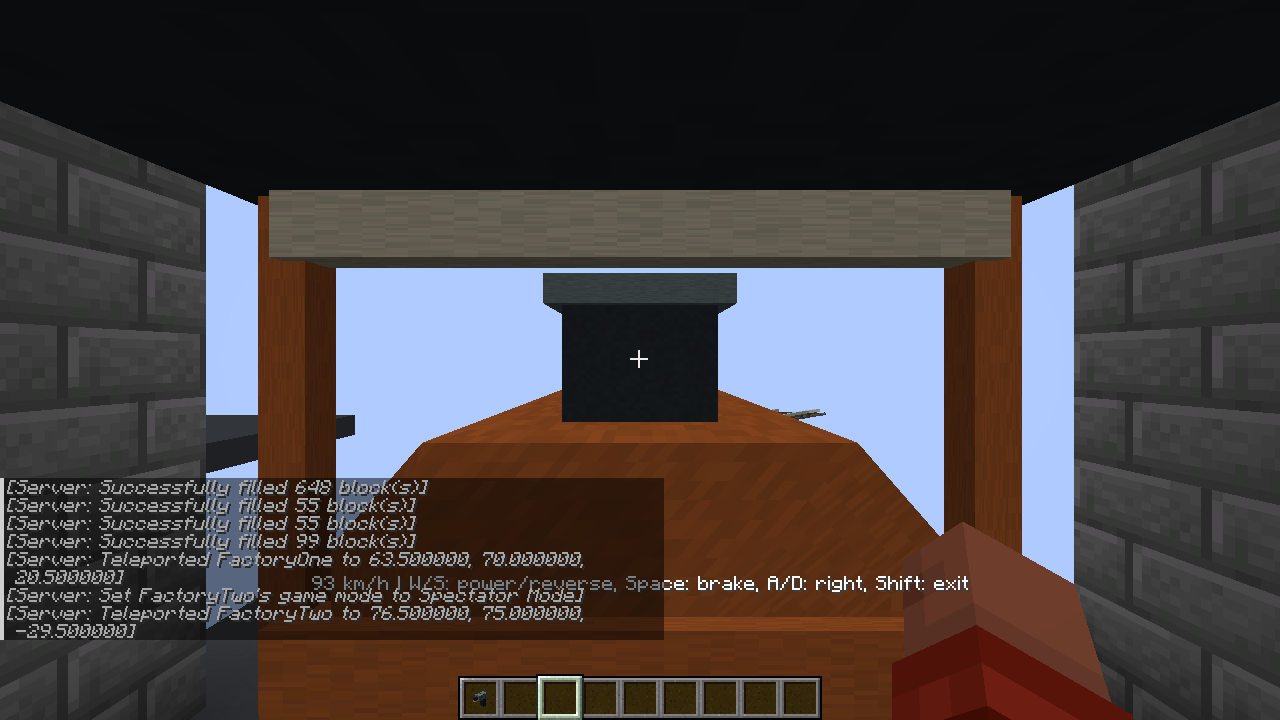 [Server: Successfully filled 648 block(s)]
[Server: Successfully filled 55 block(s)]
[Server: Successfully filled 55 block(s)]
[Server: Successfully filled 99 block(s)]
[Server: Teleported FactoryOne to 63.500000, 70.000000,
20.500000]
93 km/h | W/S: power/reverse, Space: brake, A/D: right, Shift: exit
[Server: Set FactoryTwo's game mode to Spectator Mode]
[Server: Teleported FactoryTwo to 76.500000, 75.000000,
-29.500000]